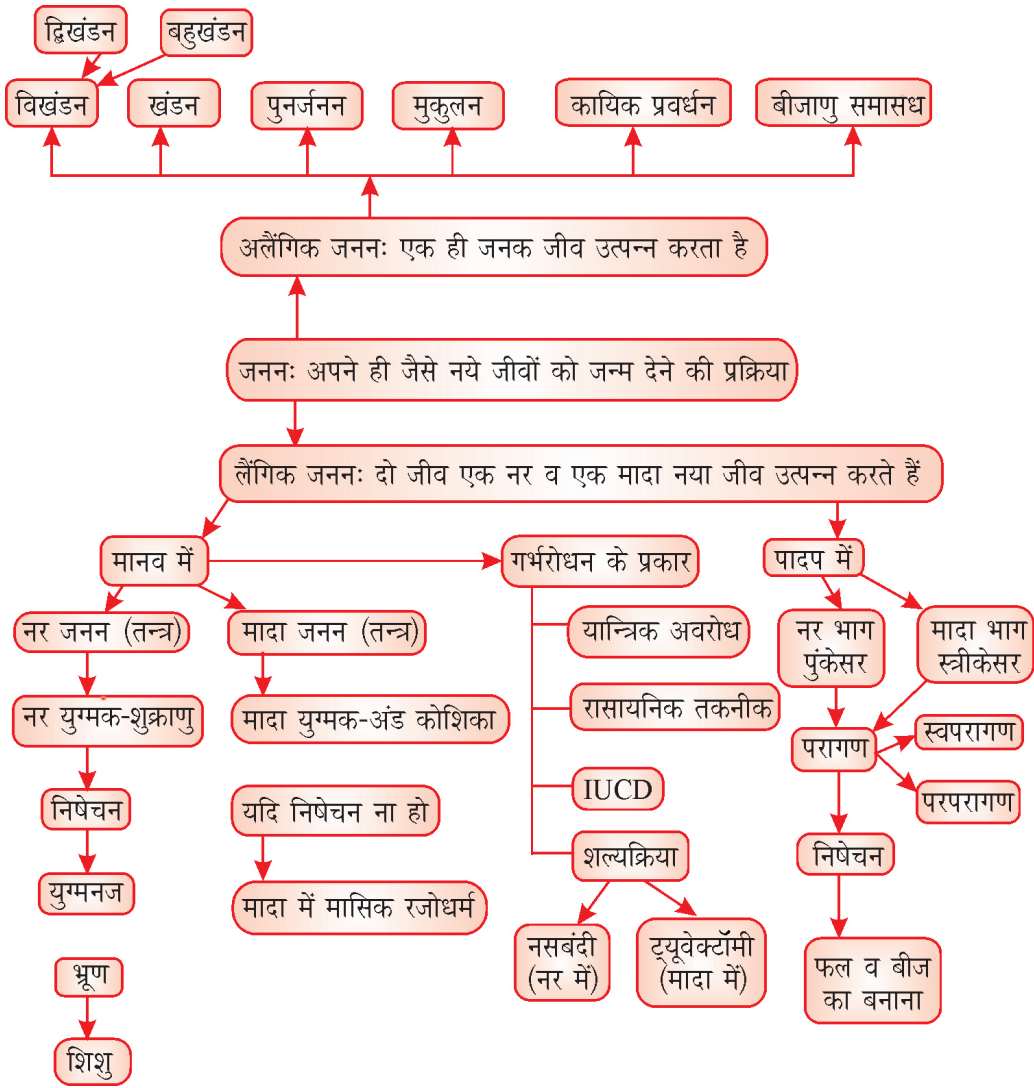 द्विखंडन
बहुखंडन
विखंडन
खंडन
पुनर्जनन
मुकुलन
कायिक प्रवर्धन
बीजाणु समासध
अलैंगिक जननः एक ही जनक जीव उत्पन्न करता है
जननः अपने ही जैसे नये जीवों को जन्म देने की प्रक्रिया
लैंगिक जननः दो जीव एक नर व एक मादा नया जीव उत्पन्न करते हैं
मानव में
गर्भरोधन के प्रकार
पादप में
नर जनन (तन्त्र)
मादा जनन (तन्त्र)
यान्त्रिक अवरोध
नर भाग
पुंकेसर
मादा भाग
स्त्रीकेसर
नर युग्मक-शुक्राणु
मादा युग्मक-अंड कोशिका
रासायनिक तकनीक
परागण
स्वपरागण
परपरागण
निषेचन
यदि निषेचन ना हो
IUCD
निषेचन
युग्मनज
मादा में मासिक रजोधर्म
शल्यक्रिया
नसबंदी
(नर में)
ट्यूवेक्टॉमी
(मादा में)
फल व बीज
का बनाना
भ्रूण
शिशु